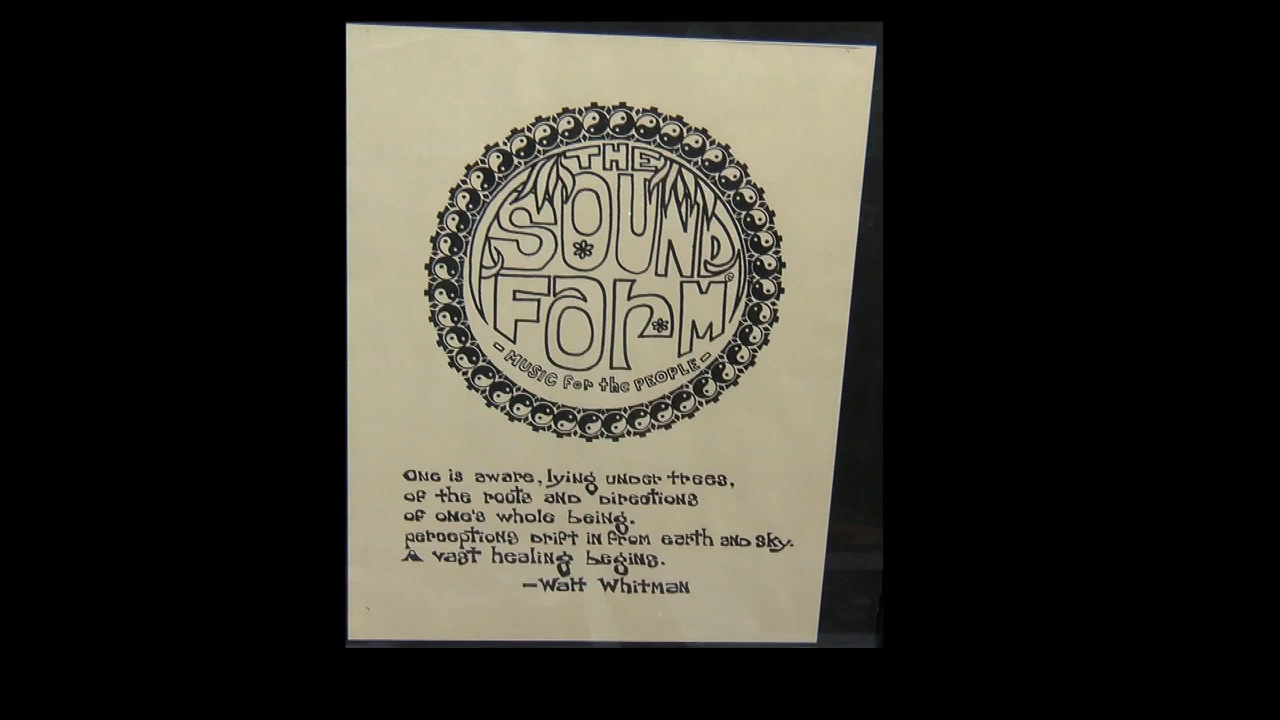 THE
SOUND
FARM
- MUSIC For the PEOPLE -
One is aware, lying under trees,
of the roots and directions
of one's whole being.
perceptions drift in from earth and sky.
A vast healing begins.
-Walt Whitman